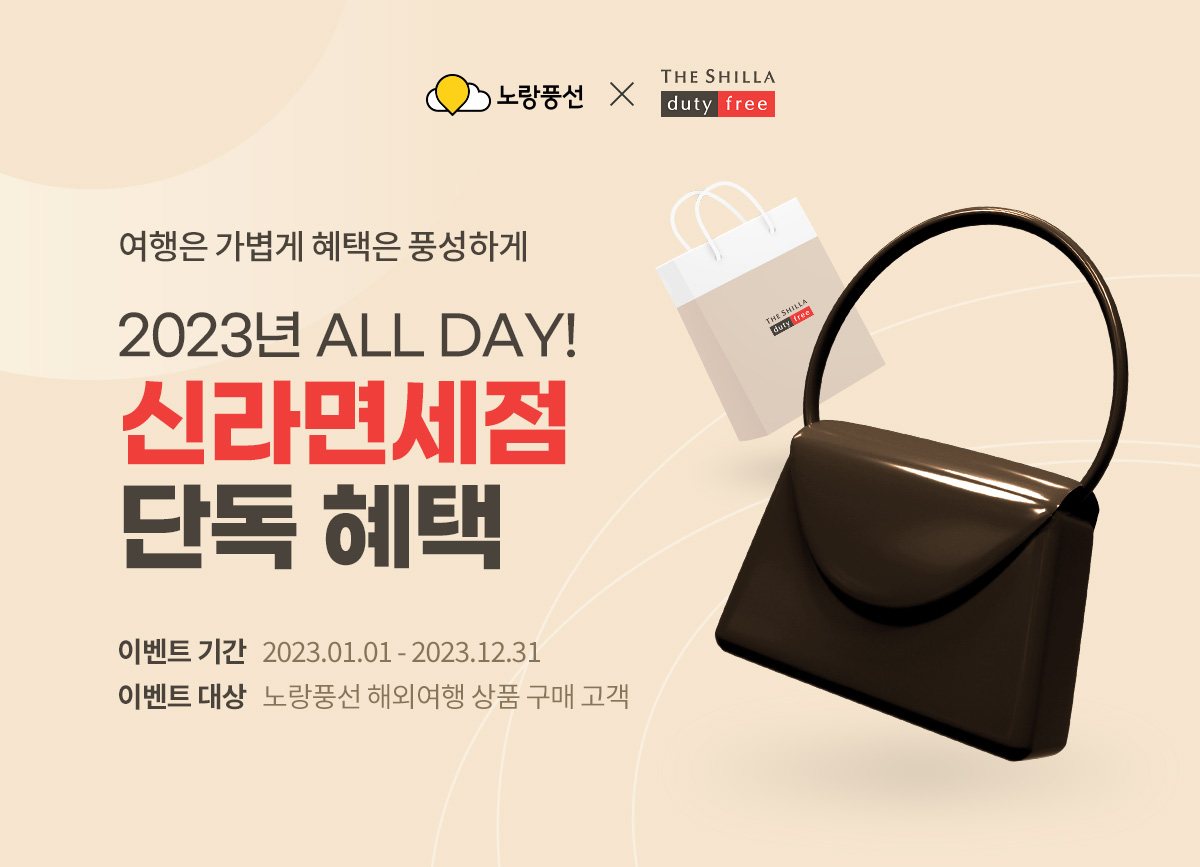 노랑풍선 × THE SHILLA
duty free
여행은 가볍게 혜택은 풍성하게
2023년 ALL DAY!
신라면세점
단독 혜택
THE SHILLA
duty free
이벤트 기간 2023.01.01 - 2023.12.31
이벤트 대상 노랑풍선 해외여행 상품 구매 고객